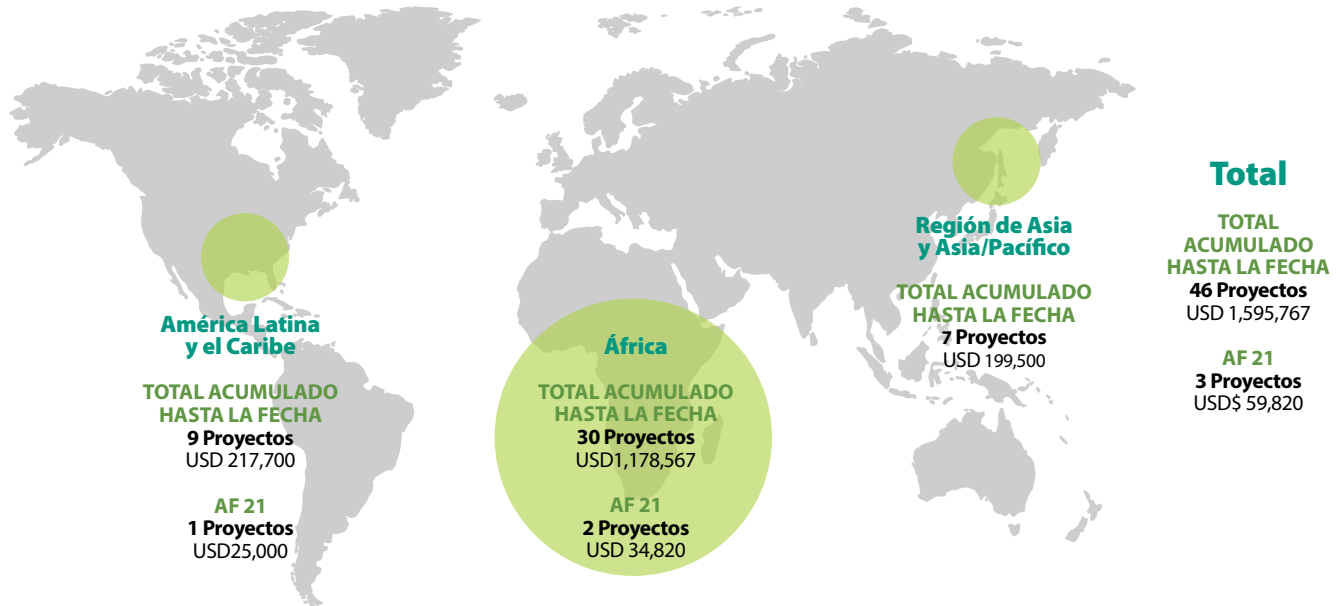 América Latina
y el Caribe
TOTAL ACUMULADO
HASTA LA FECHA
9 Proyectos
USD 217,700
AF 21
1 Proyectos
USD25,000
África
TOTAL ACUMULADO
HASTA LA FECHA
30 Proyectos
USD1,178,567
AF 21
2 Proyectos
USD 34,820
Región de Asia
y Asia/Pacífico
TOTAL ACUMULADO
HASTA LA FECHA
7 Proyectos
USD 199,500
Total
TOTAL
ACUMULADO
HASTA LA FECHA
46 Proyectos
USD 1,595,767
AF 21
3 Proyectos
USD$ 59,820